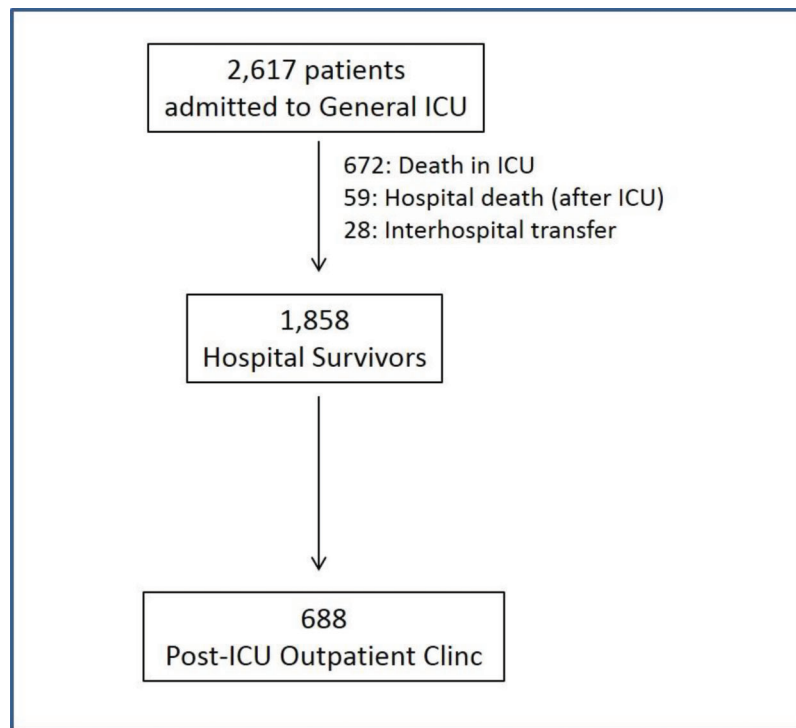 2,617 patients
admitted to General ICU
672: Death in ICU
59: Hospital death (after ICU)
28: Interhospital transfer
1,858
Hospital Survivors
688
Post-ICU Outpatient Clinc